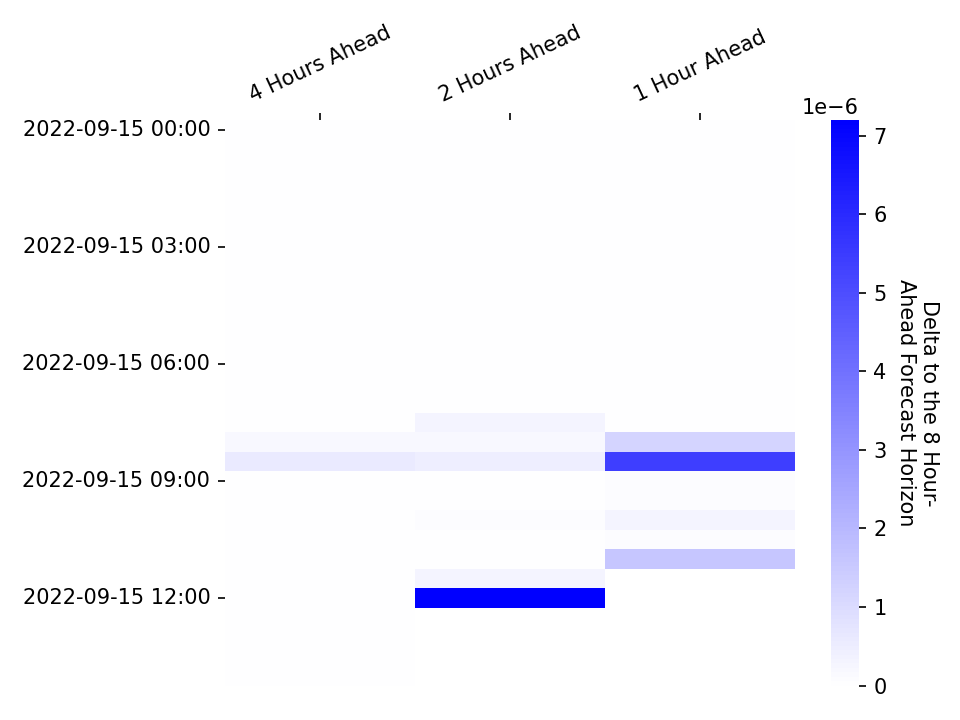 4 Hours Ahead
2 Hours Ahead
1 Hour Ahead
1e−6
2022-09-15 00:00
2022-09-15 03:00
2022-09-15 06:00
2022-09-15 09:00
2022-09-15 12:00
7
6
5
4
3
2
1
0
Delta to the 8 Hour-
Ahead Forecast Horizon